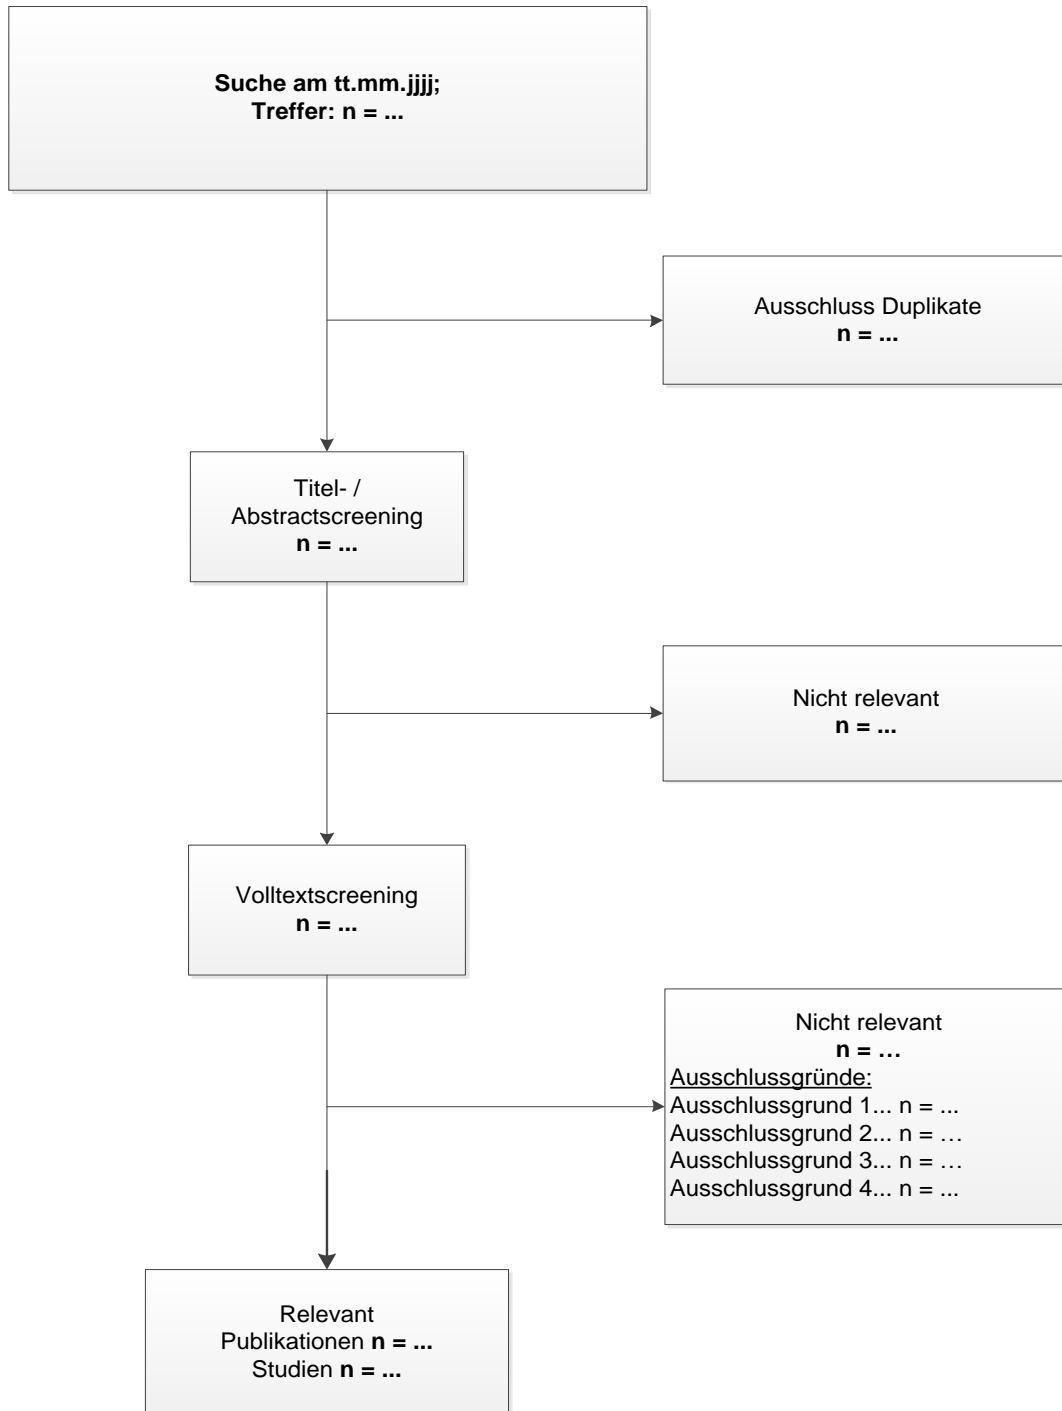 Suche am tt.mm.jjjj;
Treffer: n = ...
Ausschluss Duplikate
n = ...
Titel- /
Abstractscreening
n = ...
Nicht relevant
n = ...
Volltextscreening
n = ...
Nicht relevant
n = …
Ausschlussgründe:
Ausschlussgrund 1... n = ...
Ausschlussgrund 2... n = …
Ausschlussgrund 3... n = …
Ausschlussgrund 4... n = ...
Relevant
Publikationen n = ...
Studien n = ...